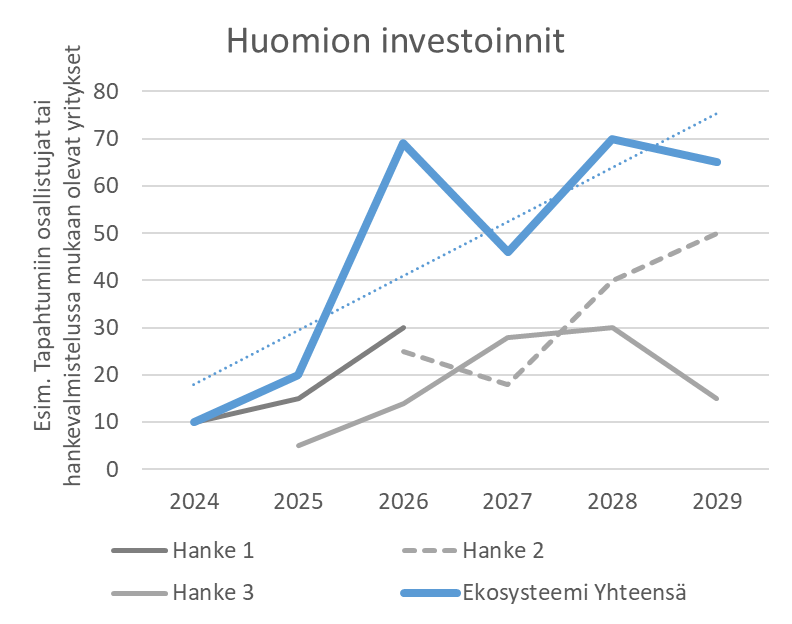 Huomion investoinnit
Esim. Tapahtumiin osallistujat tai
hankevalmistelussa mukaan olevat yritykset
80
70
60
50
40
30
20
10
0
2024 2025 2026 2027 2028 2029
Hanke 1 Hanke 2
Hanke 3 Ekosysteemi Yhteensä